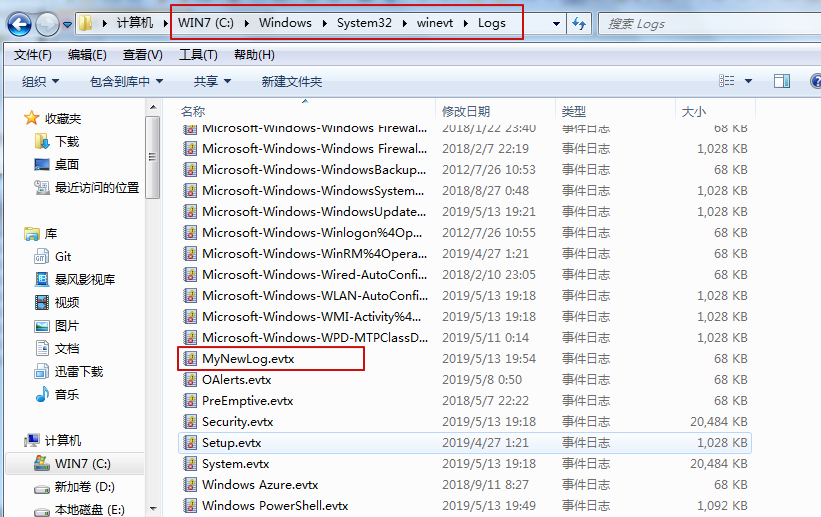 计算机 WIN7 (C:) Windows System32 winevt Logs 搜索 Logs
文件(F) 编辑(E) 查看(V) 工具(T) 帮助(H)
组织 包含到库中 共享 新建文件夹
收藏夹
下载
桌面
最近访问的位置
库
Git
暴风影视库
视频
图片
文档
迅雷下载
音乐
计算机
WIN7 (C:)
新加卷 (D:)
本地磁盘 (E:)
名称 修改日期 类型 大小
Microsoft-Windows-Windows Firewal... 2018/1/22 23:40 事件日志 68 KB
Microsoft-Windows-Windows Firewal... 2018/2/7 22:19 事件日志 1,028 KB
Microsoft-Windows-WindowsBackup... 2012/7/26 10:53 事件日志 68 KB
Microsoft-Windows-WindowsSystem... 2018/8/27 0:48 事件日志 68 KB
Microsoft-Windows-WindowsUpdate... 2019/5/13 19:21 事件日志 1,028 KB
Microsoft-Windows-Winlogon%4Op... 2012/7/26 10:55 事件日志 68 KB
Microsoft-Windows-WinRM%4Opera... 2019/4/27 1:21 事件日志 68 KB
Microsoft-Windows-Wired-AutoConfi... 2018/2/10 23:05 事件日志 68 KB
Microsoft-Windows-WLAN-AutoConfi... 2019/5/13 19:18 事件日志 1,028 KB
Microsoft-Windows-WMI-Activity%4... 2019/5/13 19:18 事件日志 1,028 KB
Microsoft-Windows-WPD-MTPClassD... 2019/5/11 0:14 事件日志 1,028 KB
MyNewLog.evtx 2019/5/13 19:54 事件日志 68 KB
OAlerts.evtx 2019/5/8 0:50 事件日志 68 KB
PreEmptive.evtx 2018/5/7 22:22 事件日志 68 KB
Security.evtx 2019/5/13 19:18 事件日志 20,484 KB
Setup.evtx 2019/4/27 1:21 事件日志 1,028 KB
System.evtx 2019/5/13 19:18 事件日志 20,484 KB
Windows Azure.evtx 2018/9/11 8:27 事件日志 68 KB
Windows PowerShell.evtx 2019/5/13 19:49 事件日志 1,092 KB